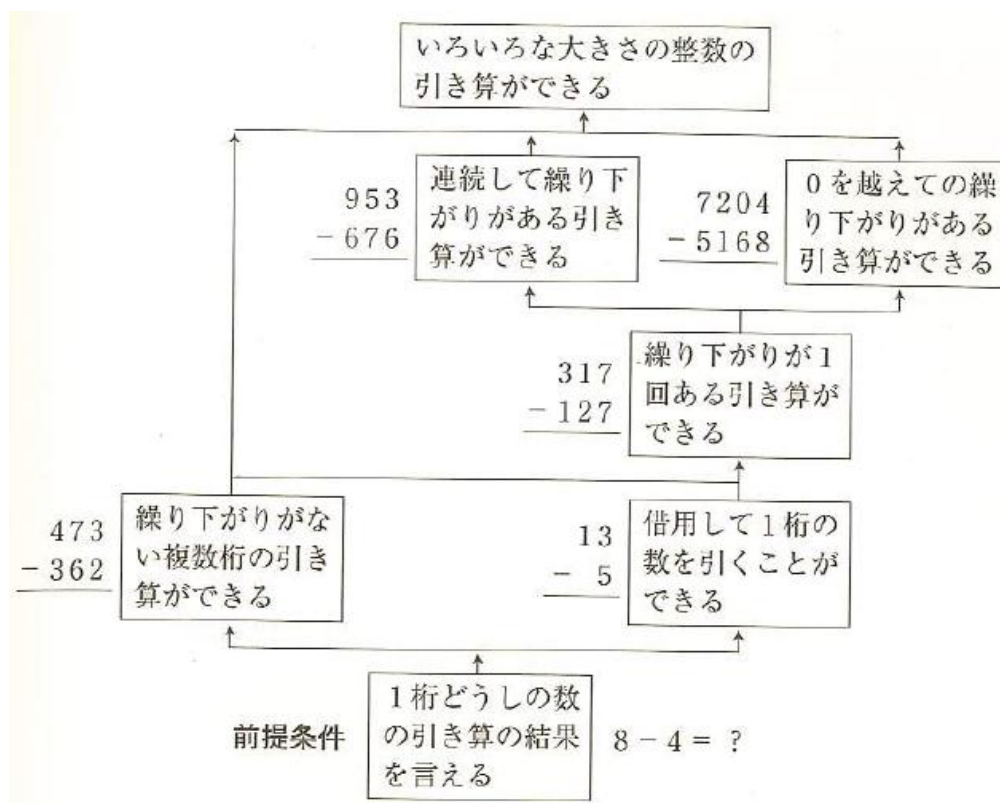 いろいろな大きさの整数の
引き算ができる
953
－676
連続して繰り下
がりがある引き
算ができる
7204
－5168
0を越えての繰
り下がりがある
引き算ができる
317
－127
繰り下がりが1
回ある引き算が
できる
473
－362
繰り下がりがな
い複数桁の引き
算ができる
13
－ 5
借用して1桁の
数を引くことが
できる
前提条件
1桁どうしの数
の引き算の結果
を言える
8－4＝？